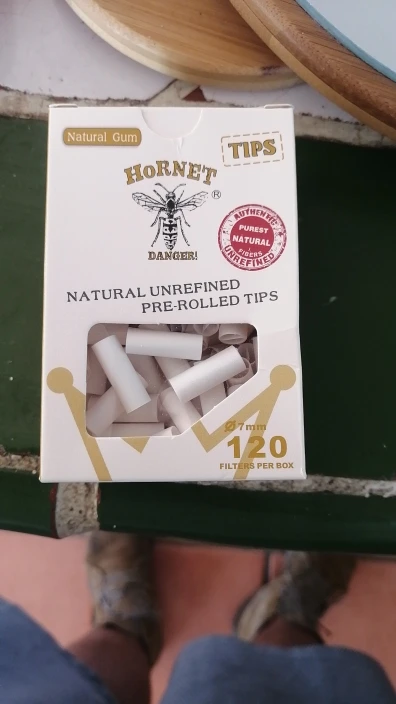 Natural Gum
TIPS
HORNET
®
DANGER!
AUTHENTIC
PUREST
NATURAL
FIBERS
UNREFINED
NATURAL UNREFINED
PRE-ROLLED TIPS
Ø7mm
120
FILTERS PER BOX